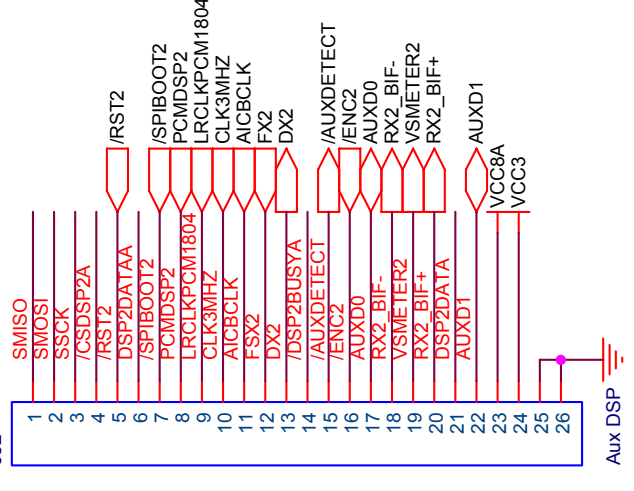 /RST2
/SPIBOOT2
PCMDSP2
LRCLKPCM1804
CLK3MHZ
AICBCLK
FX2
DX2
/AUXDETECT
/ENC2
AUXD0
RX2_BIF-
VSMETER2
RX2_BIF+
AUXD1
VCC8A
VCC3
SMISO
SMOSI
SSCK
/CSDSP2A
/RST2
DSP2DATAA
/SPIBOOT2
PCMDSP2
LRCLKPCM1804
CLK3MHZ
AICBCLK
FSX2
DX2
/DSP2BUSYA
/AUXDETECT
/ENC2
AUXD0
RX2_BIF-
VSMETER2
RX2_BIF+
DSP2DATA
AUXD1
1
2
3
4
5
6
7
8
9
10
11
12
13
14
15
16
17
18
19
20
21
22
23
24
25
26
Aux DSP